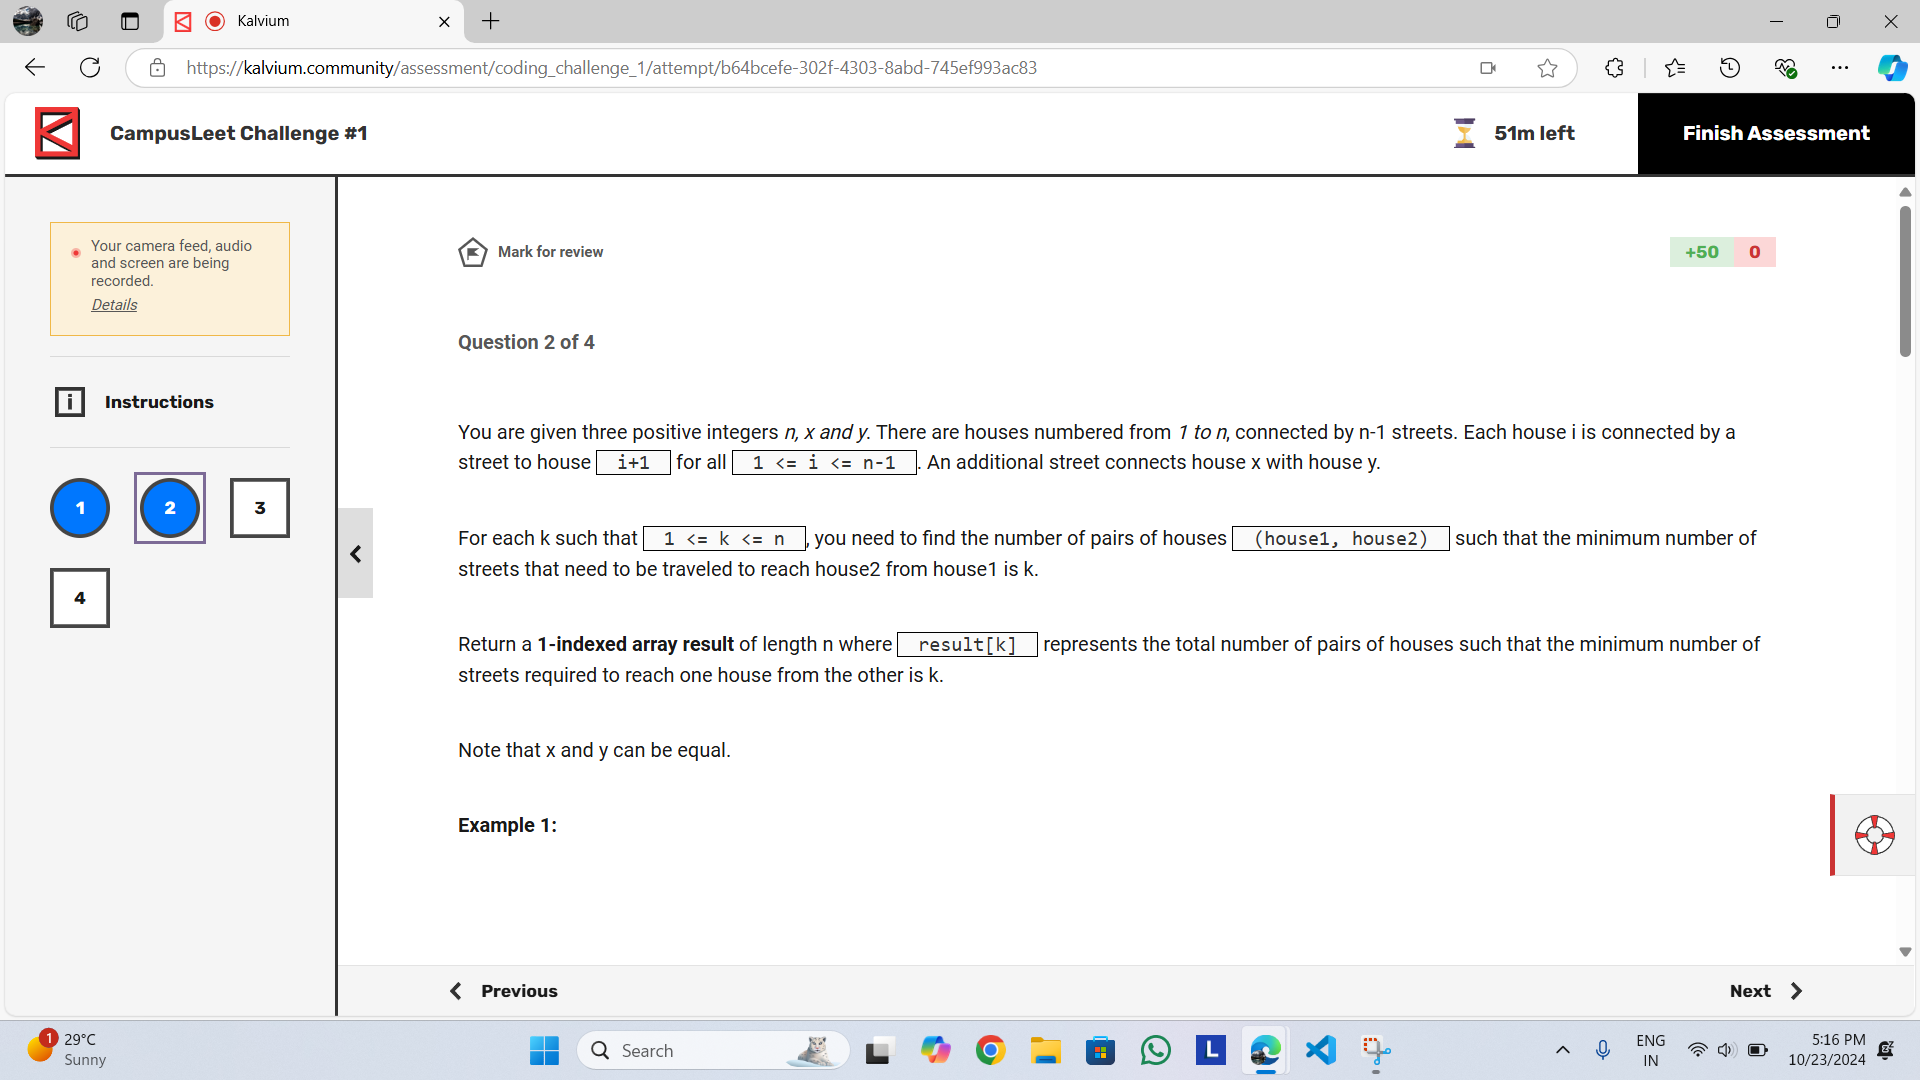 Kalvium
https://kalvium.community/assessment/coding_challenge_1/attempt/b64bcefe-302f-4303-8abd-745ef993ac83
CampusLeet Challenge #1
51m left
Finish Assessment
Your camera feed, audio
and screen are being
recorded.
Details
Instructions
1
2
3
4
Mark for review
+50
0
Question 2 of 4
You are given three positive integers n, x and y. There are houses numbered from 1 to n, connected by n-1 streets. Each house i is connected by a
street to house i+1 for all 1 <= i <= n-1. An additional street connects house x with house y.
For each k such that 1 <= k <= n, you need to find the number of pairs of houses (house1, house2) such that the minimum number of
streets that need to be traveled to reach house2 from house1 is k.
Return a 1-indexed array result of length n where result[k] represents the total number of pairs of houses such that the minimum number of
streets required to reach one house from the other is k.
Note that x and y can be equal.
Example 1:
Previous
Next
1
29°C
Sunny
Search
L
ENG
IN
5:16 PM
10/23/2024